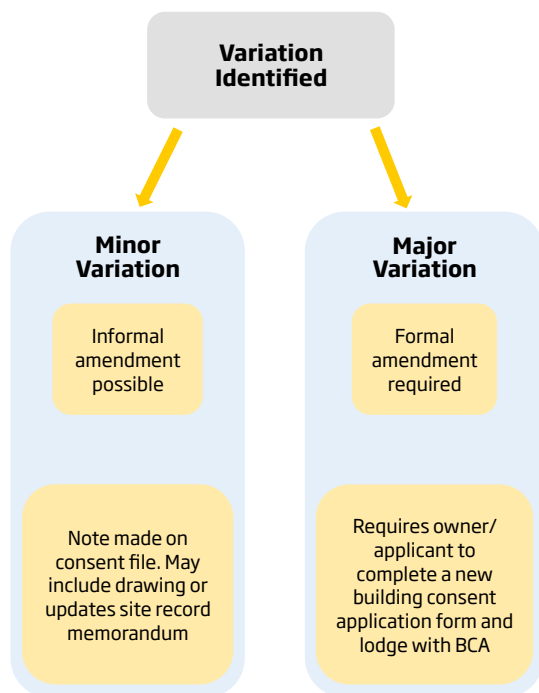 Variation
Identified
Minor
Variation
Informal
amendment
possible
Note made on
consent file. May
include drawing or
updates site record
memorandum
Major
Variation
Formal
amendment
required
Requires owner/
applicant to
complete a new
building consent
application form and
lodge with BCA